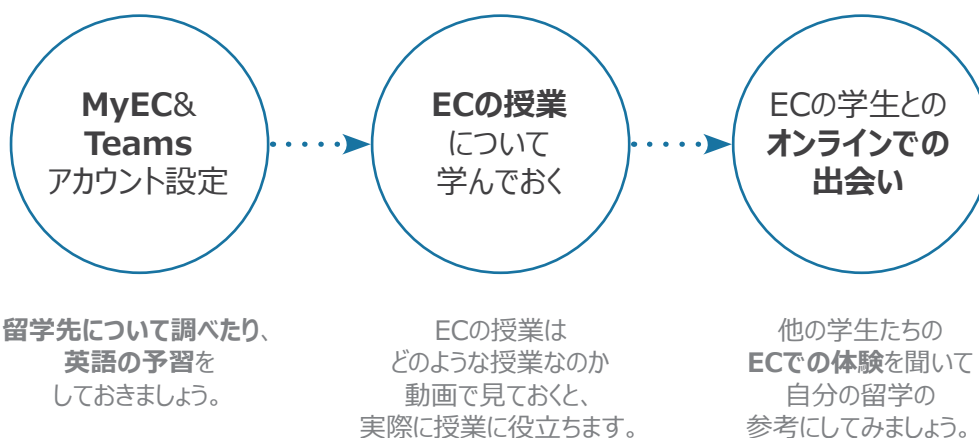 MyEC&
Teams
アカウント設定
ECの授業
について
学んでおく
ECの学生との
オンラインでの
出会い
留学先について調べたり、
英語の予習を
しておきましょう。
ECの授業は
どのような授業なのか
動画で見ておくと、
実際に授業に役立ちます。
他の学生たちの
ECでの体験を聞いて
自分の留学の
参考にしてみましょう。